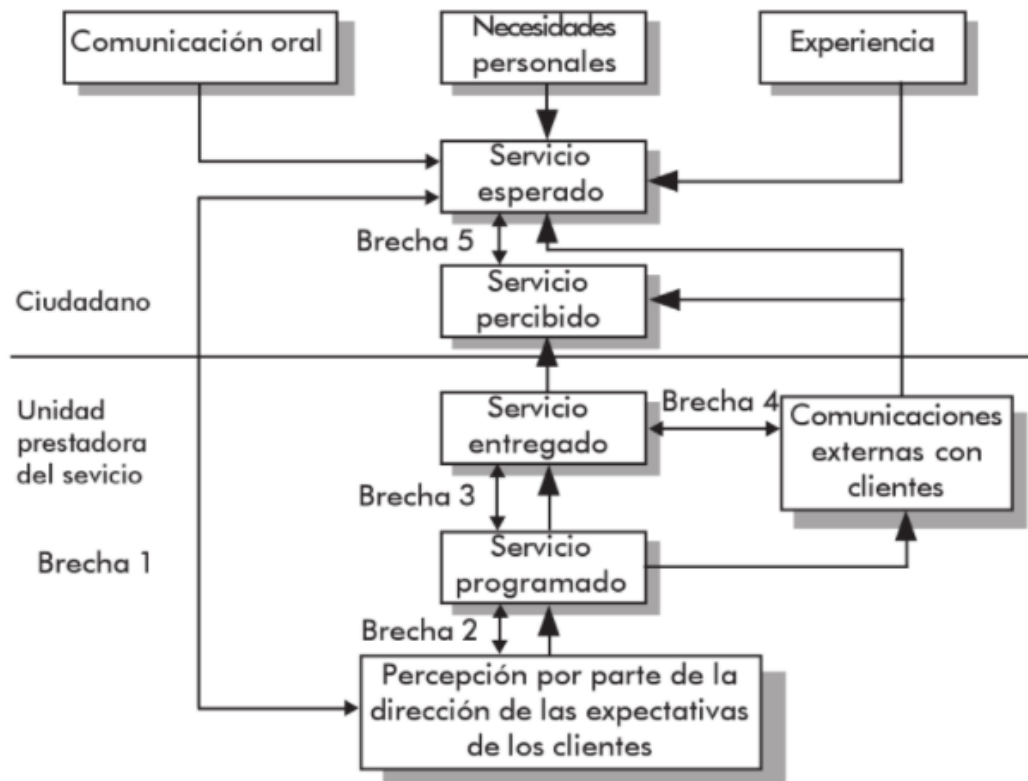 Comunicación oral
Necesidades
personales
Experiencia
Servicio
esperado
Brecha 5
Servicio
percibido
Ciudadano
Unidad
prestadora
del sevicio
Servicio
entregado
Brecha 4
Comunicaciones
externas con
clientes
Brecha 3
Servicio
programado
Brecha 1
Brecha 2
Percepción por parte de la
dirección de las expectativas
de los clientes